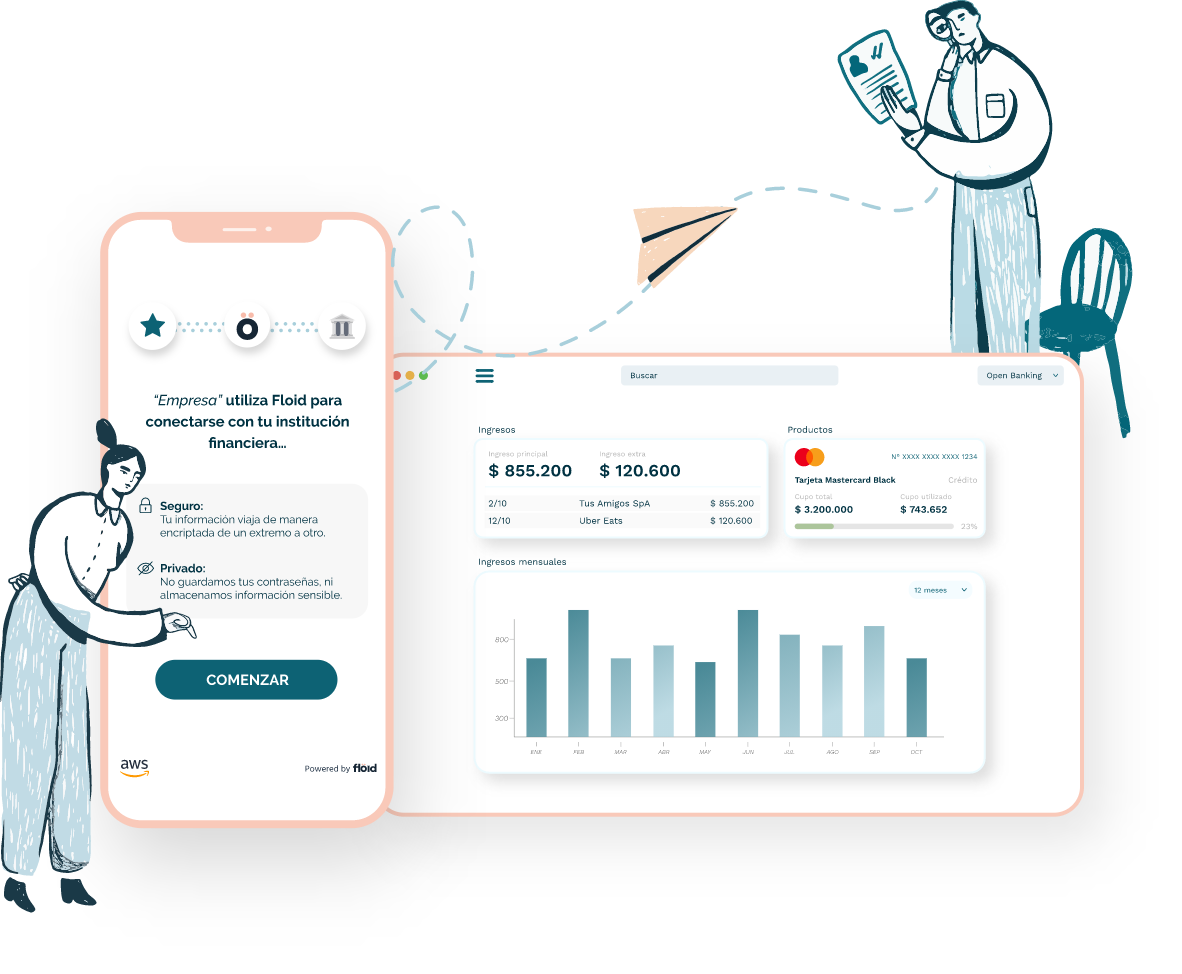 “Empresa” utiliza Floid para
conectarse con tu institución
financiera...
Seguro:
Tu información viaja de manera
encriptada de un extremo a otro.
Privado:
No guardamos tus contraseñas, ni
almacenamos información sensible.
COMENZAR
aws
Powered by floid
Buscar
Open Banking
Ingresos
Ingreso principal Ingreso extra
$ 855.200 $ 120.600
2/10 Tus Amigos SpA $ 855.200
12/10 Uber Eats $ 120.600
Productos
N° XXXX XXXX XXXX 1234
Tarjeta Mastercard Black Crédito
Cupo total Cupo utilizado
$ 3.200.000 $ 743.652
23%
Ingresos mensuales
12 meses
800
500
300
ENE FEB MAR ABR MAY JUN JUL AGO SEP OCT